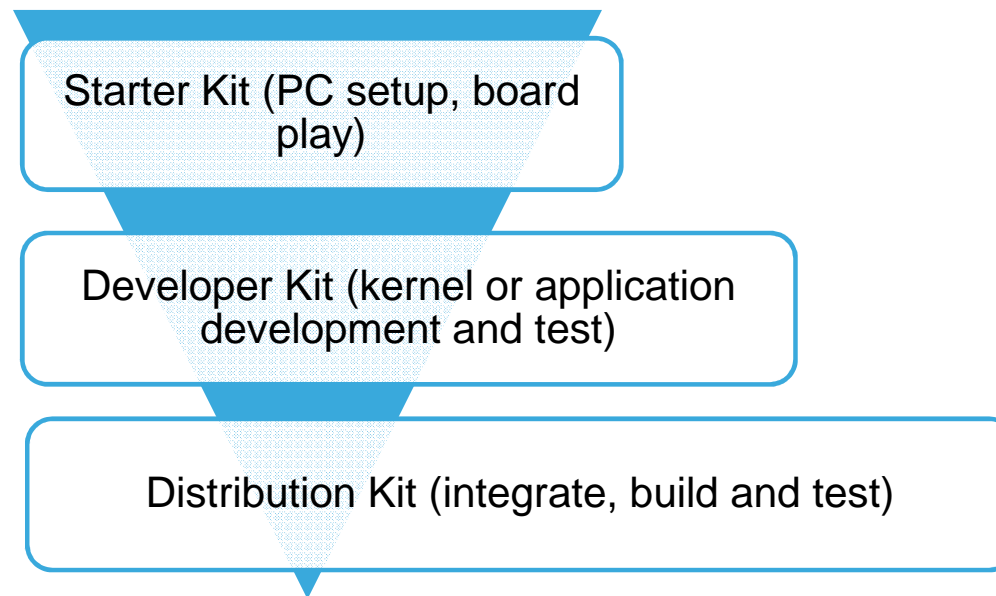 Starter Kit (PC setup, board
play)
Developer Kit (kernel or application
development and test)
Distribution Kit (integrate, build and test)